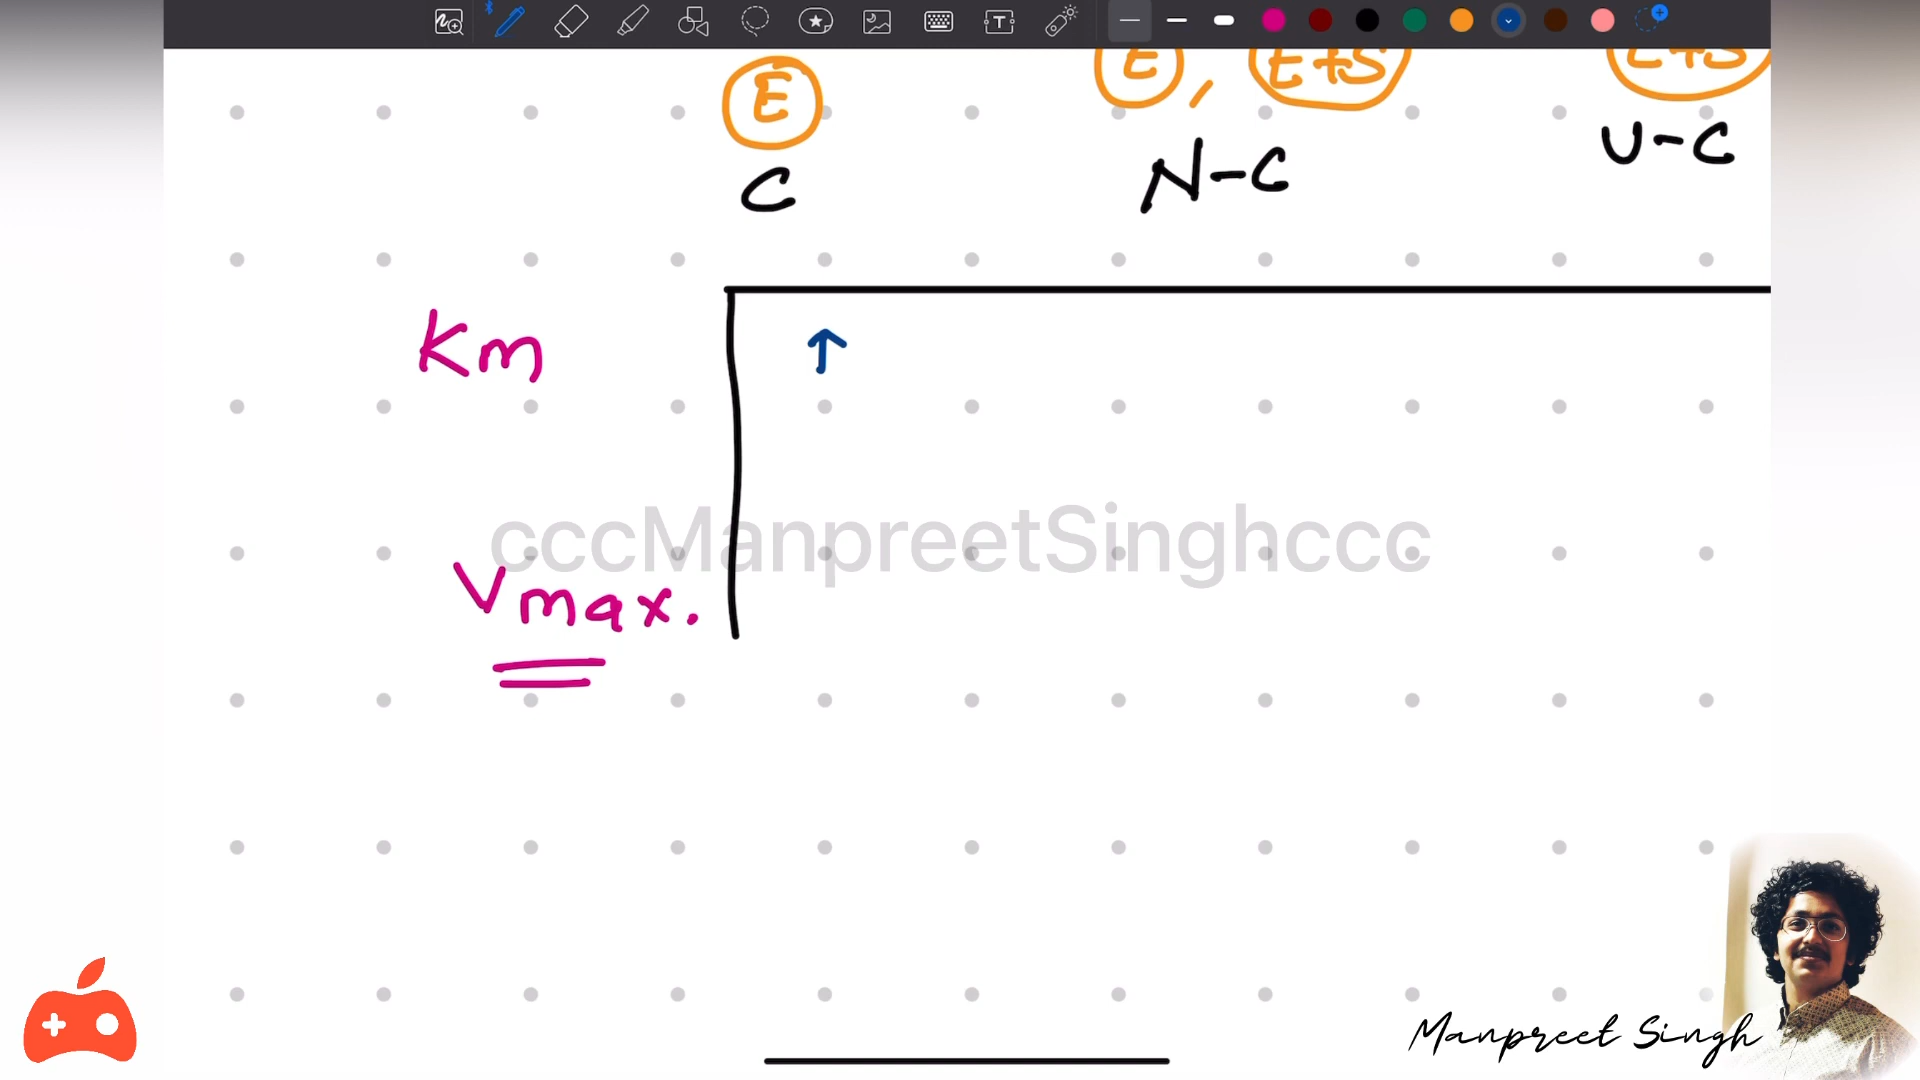 E E, E+S E+S
C N-C U-C
Km ↑
cccManpreetSinghccc
Vmax.
Manpreet Singh